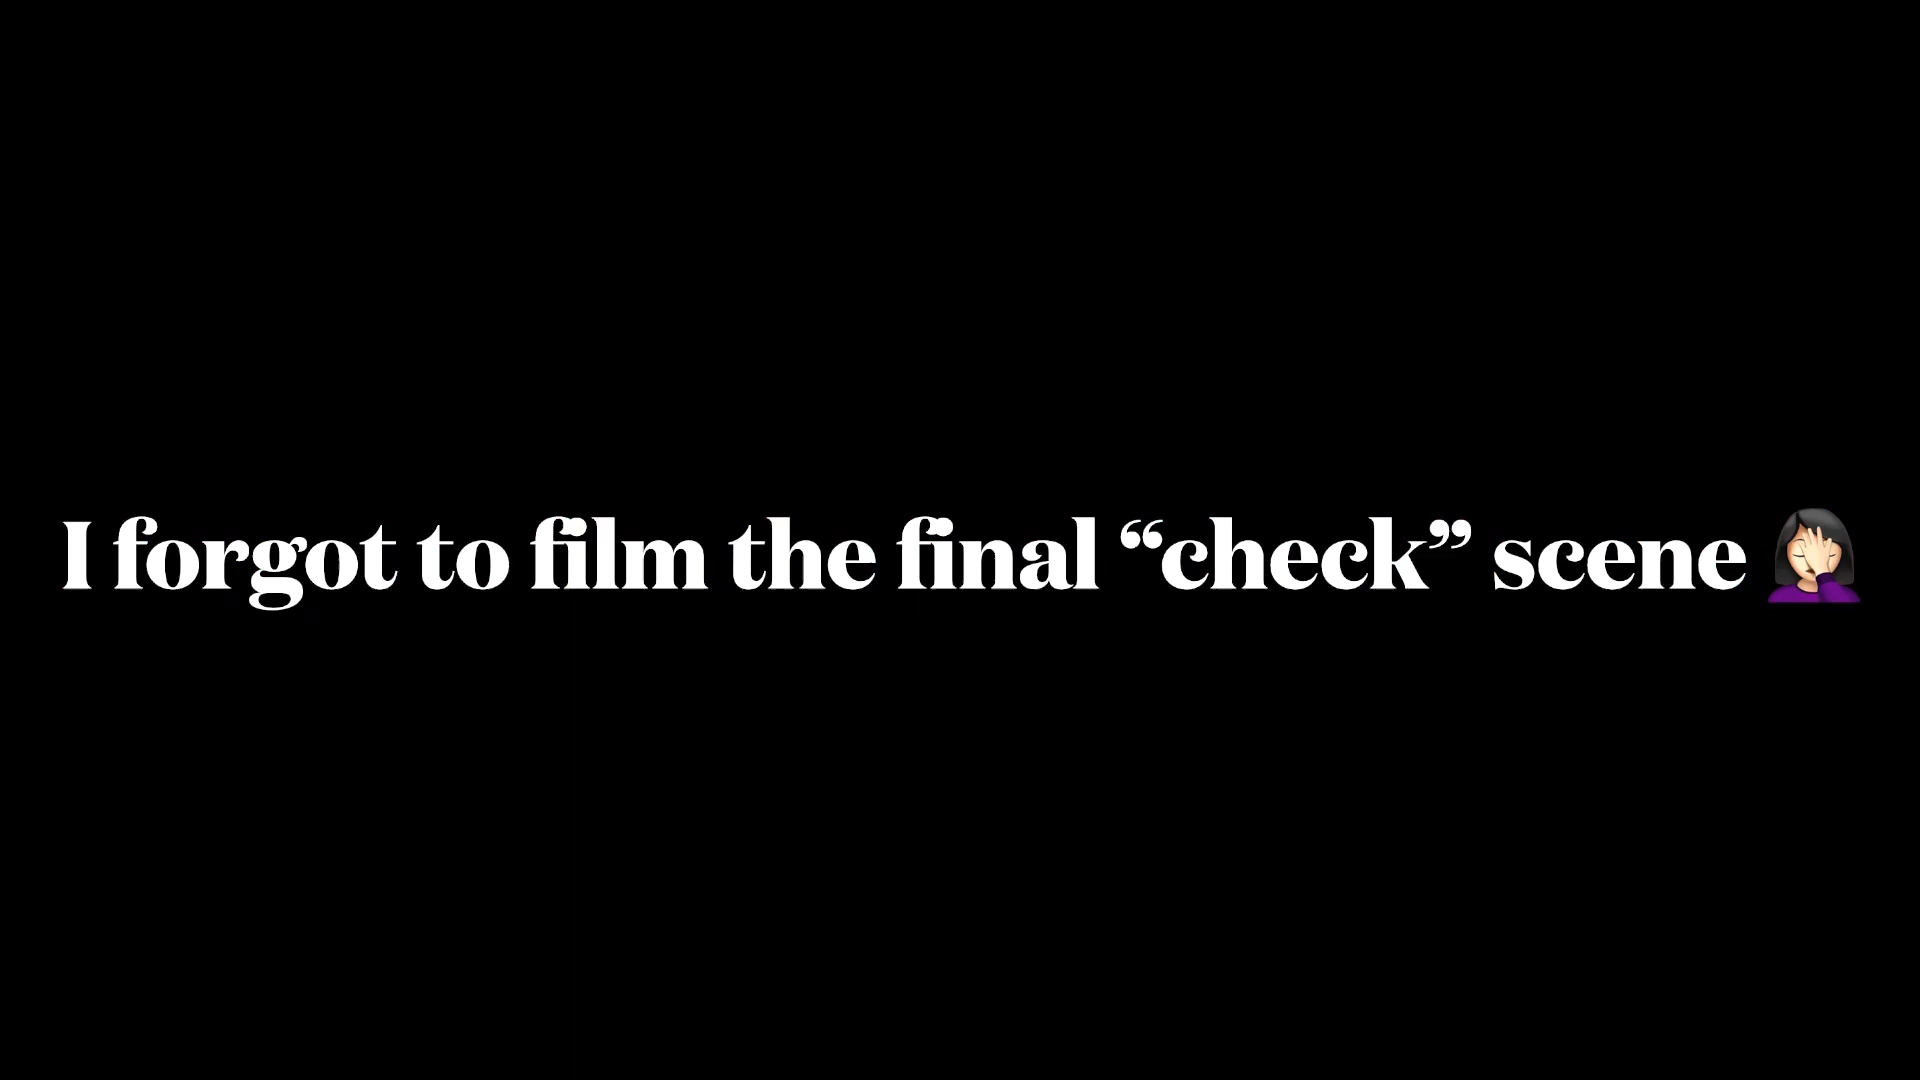 I forgot to film the final “check” scene 🤦🏻‍♀️